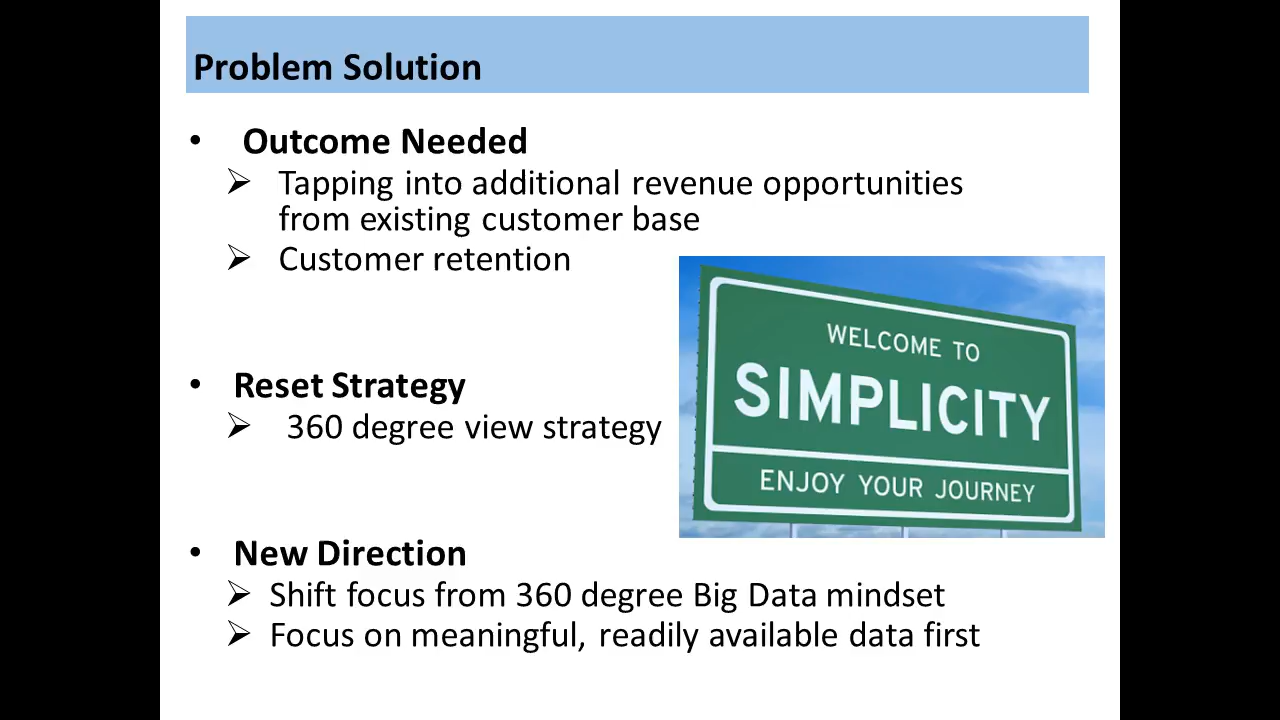 Problem Solution
• Outcome Needed
➢ Tapping into additional revenue opportunities
from existing customer base
➢ Customer retention
WELCOME TO
SIMPLICITY
ENJOY YOUR JOURNEY
• Reset Strategy
➢ 360 degree view strategy
• New Direction
➢ Shift focus from 360 degree Big Data mindset
➢ Focus on meaningful, readily available data first